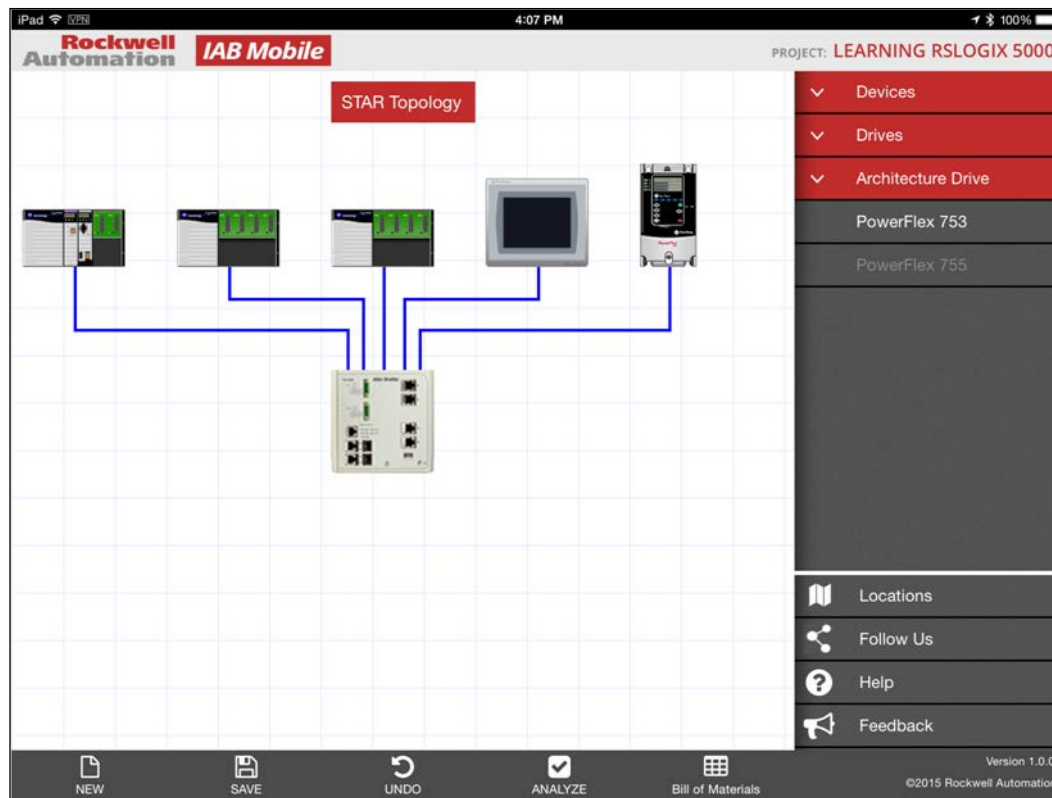 iPad VPN 4:07 PM 100%
Rockwell Automation
IAB Mobile
PROJECT: LEARNING RSLOGIX 5000
STAR Topology
Devices
Drives
Architecture Drive
PowerFlex 753
PowerFlex 755
Locations
Follow Us
Help
Feedback
NEW
SAVE
UNDO
ANALYZE
Bill of Materials
Version 1.0.0
©2015 Rockwell Automation